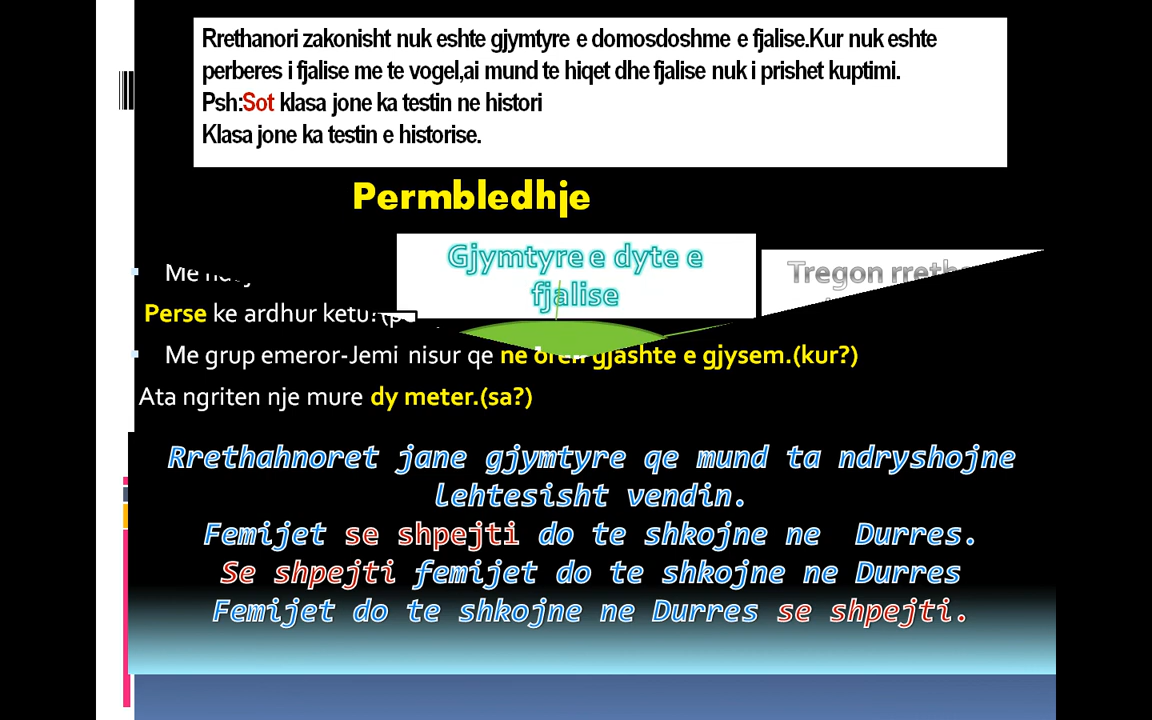 Rrethanori zakonisht nuk eshte gjymtyre e domosdoshme e fjalise.Kur nuk eshte
perberes i fjalise me te vogel,ai mund te hiqet dhe fjalise nuk i prishet kuptimi.
Psh:Sot klasa jone ka testin ne histori
Klasa jone ka testin e historise.
Permbledhje
Gjymtyre e dyte e
fjalise
Tregon
Me
Perse ke ardhur ketu?
Me grup emeror-Jemi nisur qe ne oren gjashte e gjysem.(kur?)
Ata ngriten nje mure dy meter.(sa?)
Rrethahnoret jane gjymtyre qe mund ta ndryshojne
lehtesisht vendin.
Femijet se shpejti do te shkojne ne Durres.
Se shpejti femijet do te shkojne ne Durres
Femijet do te shkojne ne Durres se shpejti.